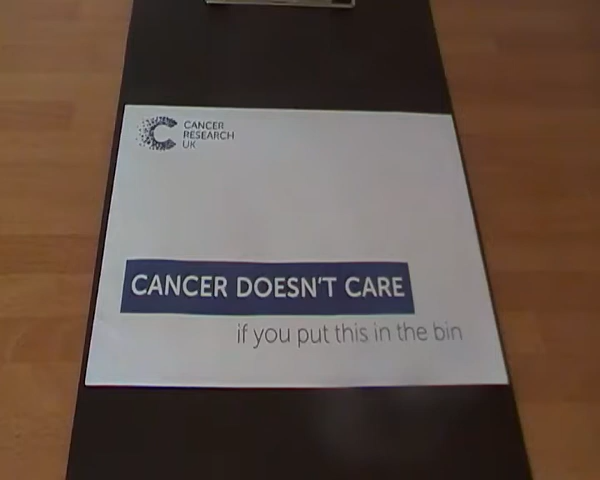 CANCER
RESEARCH
UK
CANCER DOESN'T CARE
if you put this in the bin